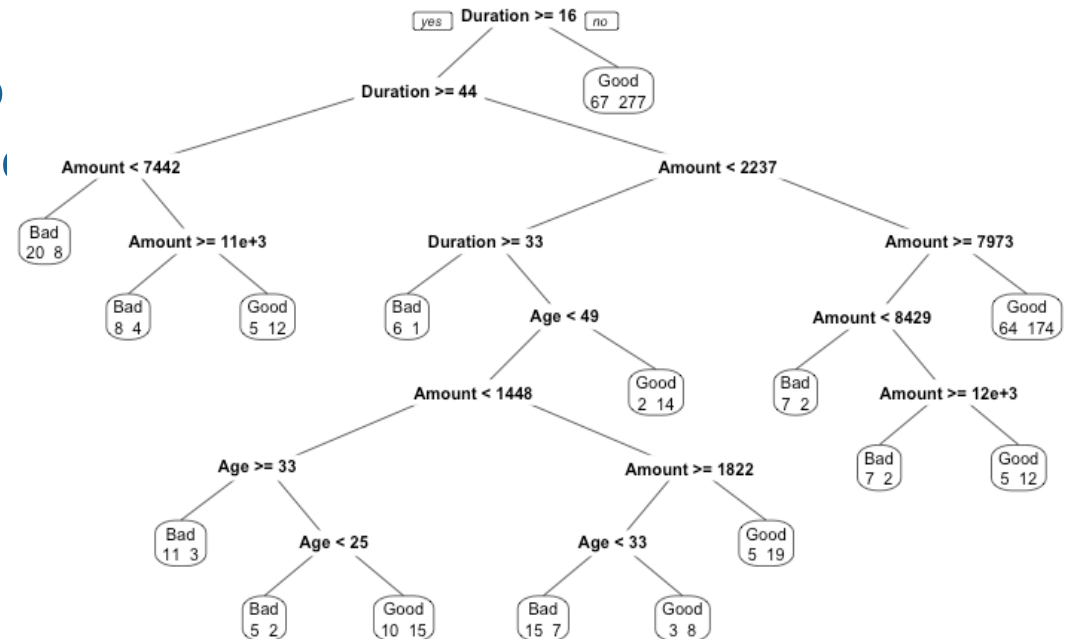 yes Duration >= 16 no
Good
67 277
Duration >= 44
Amount < 7442
Amount < 2237
Bad
20 8
Amount >= 11e+3
Duration >= 33
Amount >= 7973
Bad
8 4
Good
5 12
Bad
6 1
Age < 49
Amount < 8429
Good
64 174
Amount < 1448
Good
2 14
Bad
7 2
Amount >= 12e+3
Age >= 33
Amount >= 1822
Bad
7 2
Good
5 12
Bad
11 3
Age < 25
Age < 33
Good
5 19
Bad
5 2
Good
10 15
Bad
15 7
Good
3 8